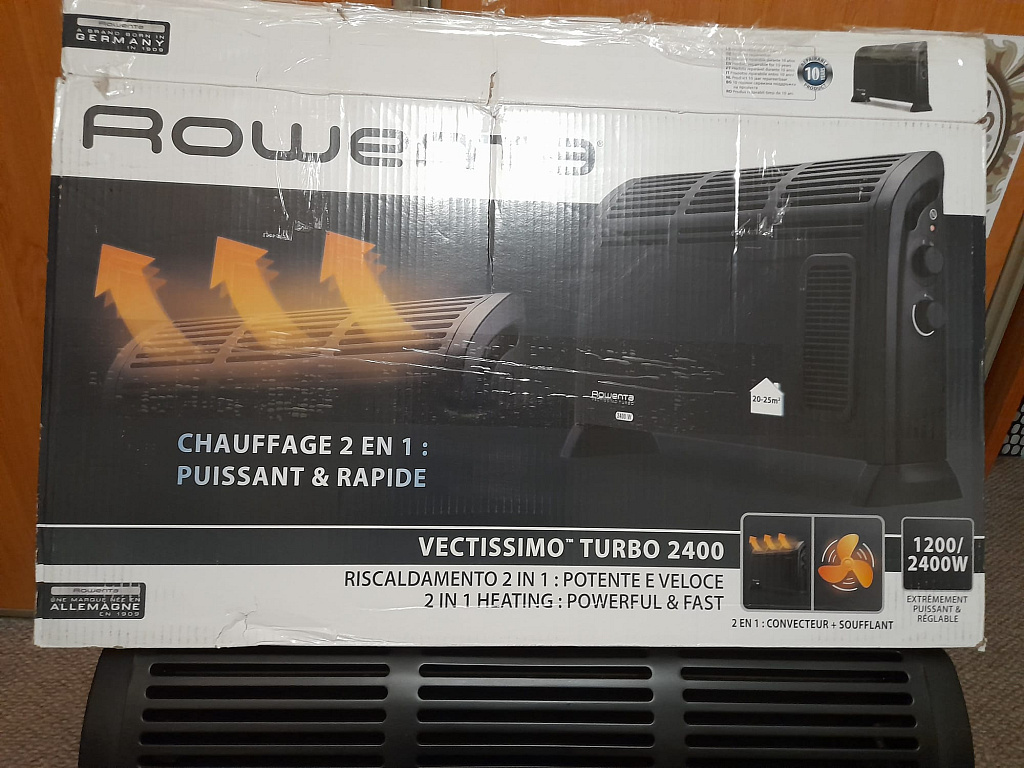 Rowenta
A BRAND BORN IN
GERMANY
IN 1909
10
Rowenta
Rowenta
2400 W
20-25m²
CHAUFFAGE 2 EN 1 :
PUISSANT & RAPIDE
VECTISSIMO™ TURBO 2400
RISCALDAMENTO 2 IN 1 : POTENTE E VELOCE
2 IN 1 HEATING : POWERFUL & FAST
2 EN 1 : CONVECTEUR + SOUFFLANT
1200/
2400W
EXTRÊMEMENT
PUISSANT &
RÉGLABLE
Rowenta
UNE MARQUE NÉE EN
ALLEMAGNE
EN 1909